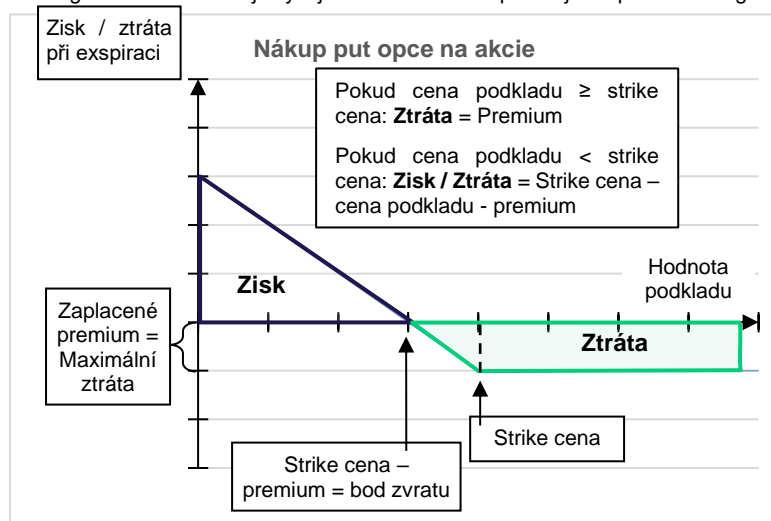 Zisk / ztráta
při exspiraci
Nákup put opce na akcie
Pokud cena podkladu ≥ strike
cena: Ztráta = Premium
Pokud cena podkladu < strike
cena: Zisk / Ztráta = Strike cena –
cena podkladu - premium
Zisk
Hodnota
podkladu
Zaplacené
premium =
Maximální
ztráta
Ztráta
Strike cena
Strike cena –
premium = bod zvratu